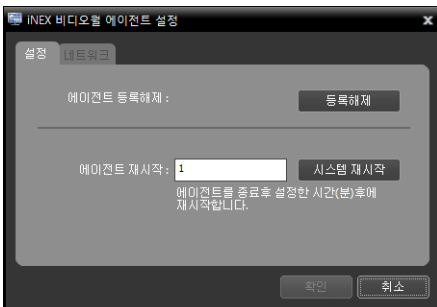 iNEX 비디오월 에이전트 설정
설정 네트워크
에이전트 등록해제 : 등록해제
에이전트 재시작 : 1 시스템 재시작
에이전트를 종료후 설정한 시간(분)후에
재시작합니다.
확인 취소